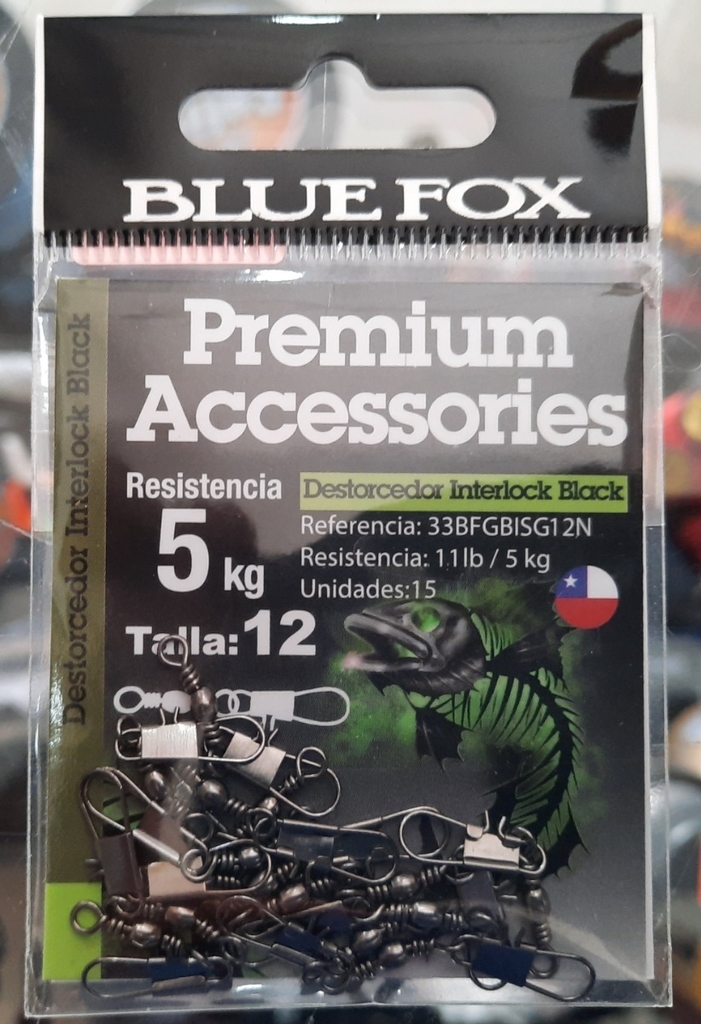 BLUE FOX
Premium
Accessories
Destorcedor Interlock Black
Resistencia
5 kg
Talla: 12
Destorcedor Interlock Black
Referencia: 33BFGBISG12N
Resistencia: 11lb / 5 kg
Unidades:15